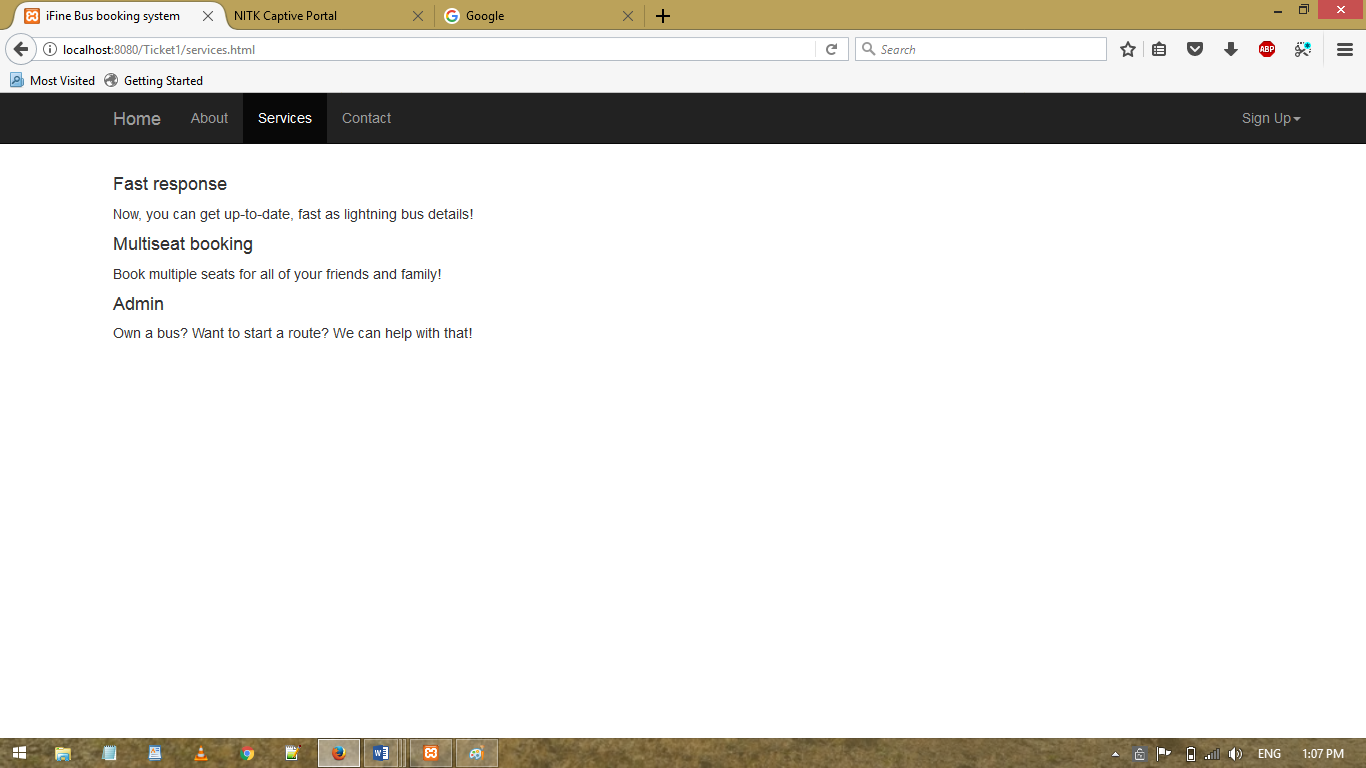 iFine Bus booking system
NITK Captive Portal
Google
localhost:8080/Ticket1/services.html
Search
ABP
Most Visited
Getting Started
Home
About
Services
Contact
Sign Up
Fast response
Now, you can get up-to-date, fast as lightning bus details!
Multiseat booking
Book multiple seats for all of your friends and family!
Admin
Own a bus? Want to start a route? We can help with that!
ENG
1:07 PM